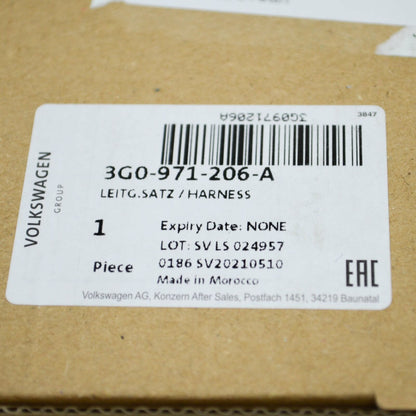 3847
3G0971206A
3G0-971-206-A
LEITG.SATZ / HARNESS
VOLKSWAGEN
GROUP
1
Piece
Expiry Date: NONE
LOT: SV LS 024957
0186 SV20210510
Made in Morocco
EAC
Volkswagen AG, Konzern After Sales, Postfach 1451, 34219 Baunatal